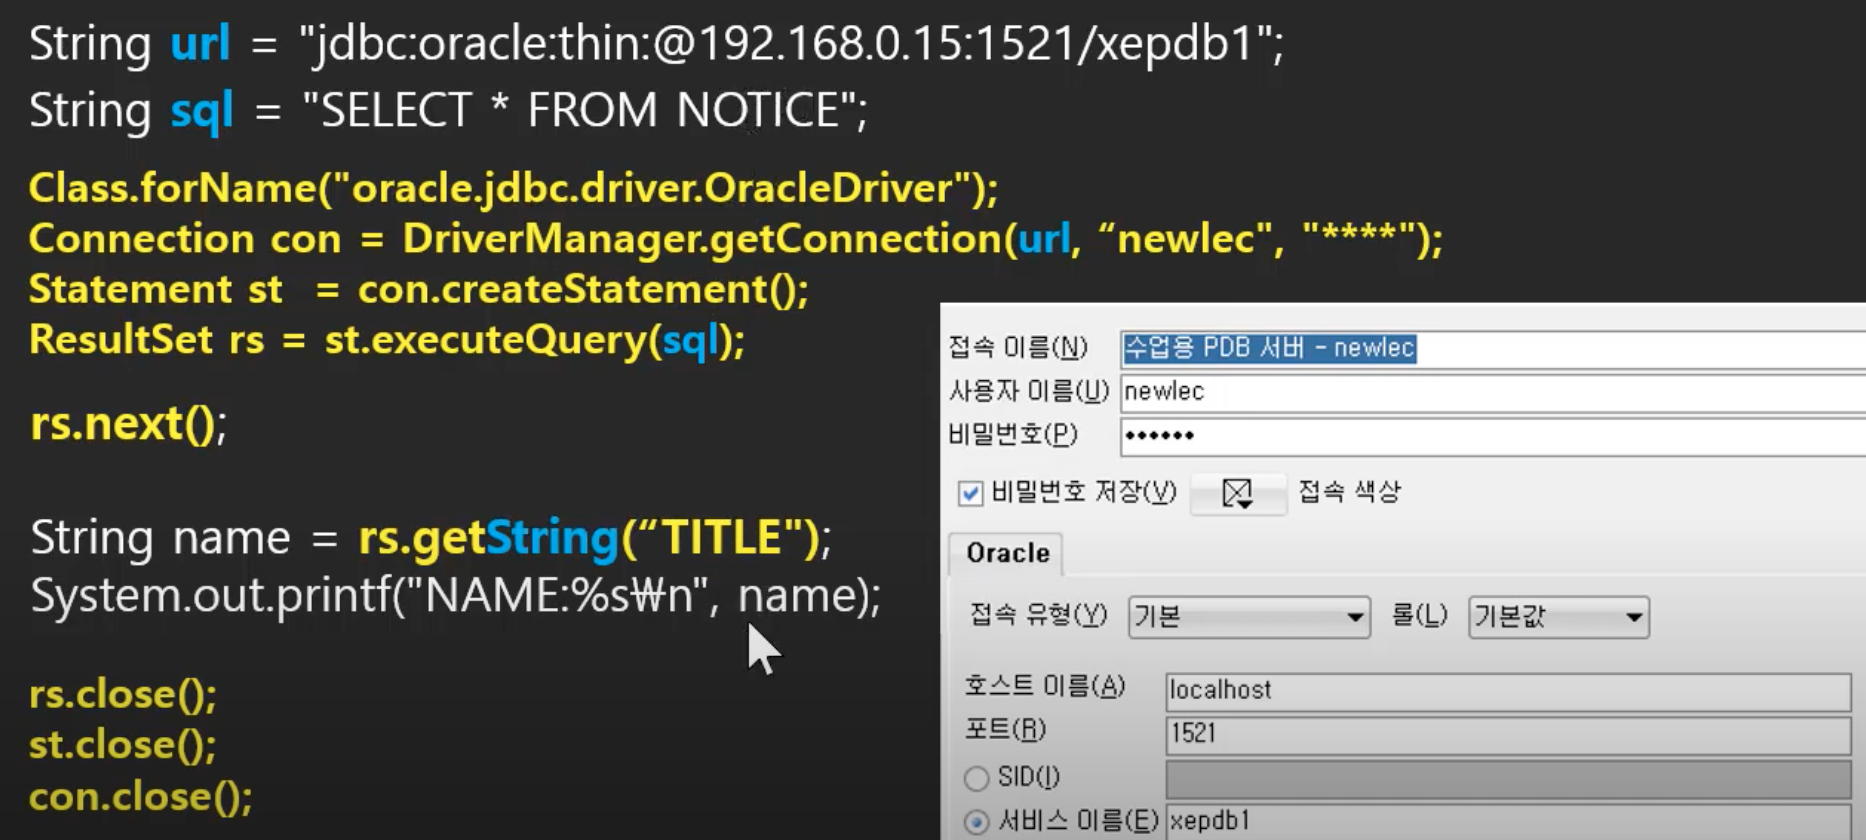 String url = "jdbc:oracle:thin:@192.168.0.15:1521/xepdb1";
String sql = "SELECT * FROM NOTICE";
Class.forName("oracle.jdbc.driver.OracleDriver");
Connection con = DriverManager.getConnection(url, “newlec", "****");
Statement st = con.createStatement();
ResultSet rs = st.executeQuery(sql);
rs.next();
String name = rs.getString(“TITLE");
System.out.printf("NAME:%s₩n", name);
rs.close();
st.close();
con.close();
접속 이름(N) 수업용 PDB 서버 - newlec
사용자 이름(U) newlec
비밀번호(P) ••••••
비밀번호 저장(V) 접속 색상
Oracle
접속 유형(Y) 기본 롤(L) 기본값
호스트 이름(A) localhost
포트(R) 1521
SID(I)
서비스 이름(E) xepdb1